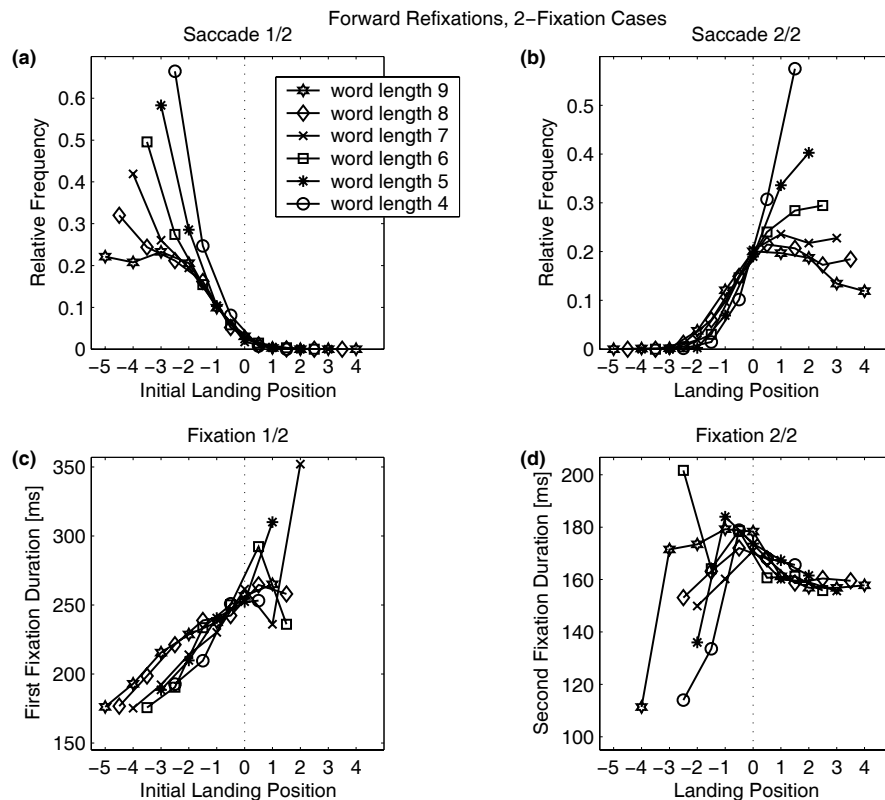 Forward Refixations, 2−Fixation Cases
Saccade 1/2
(a)
0.6
0.5
0.4
0.3
0.2
0.1
0
Relative Frequency
word length 9
word length 8
word length 7
word length 6
word length 5
word length 4
−5 −4 −3 −2 −1 0 1 2 3 4
Initial Landing Position
Saccade 2/2
(b)
0.5
0.4
0.3
0.2
0.1
0
Relative Frequency
−5 −4 −3 −2 −1 0 1 2 3 4
Landing Position
Fixation 1/2
(c)
350
300
250
200
150
First Fixation Duration [ms]
−5 −4 −3 −2 −1 0 1 2 3 4
Initial Landing Position
Fixation 2/2
(d)
200
180
160
140
120
100
Second Fixation Duration [ms]
−5 −4 −3 −2 −1 0 1 2 3 4
Landing Position